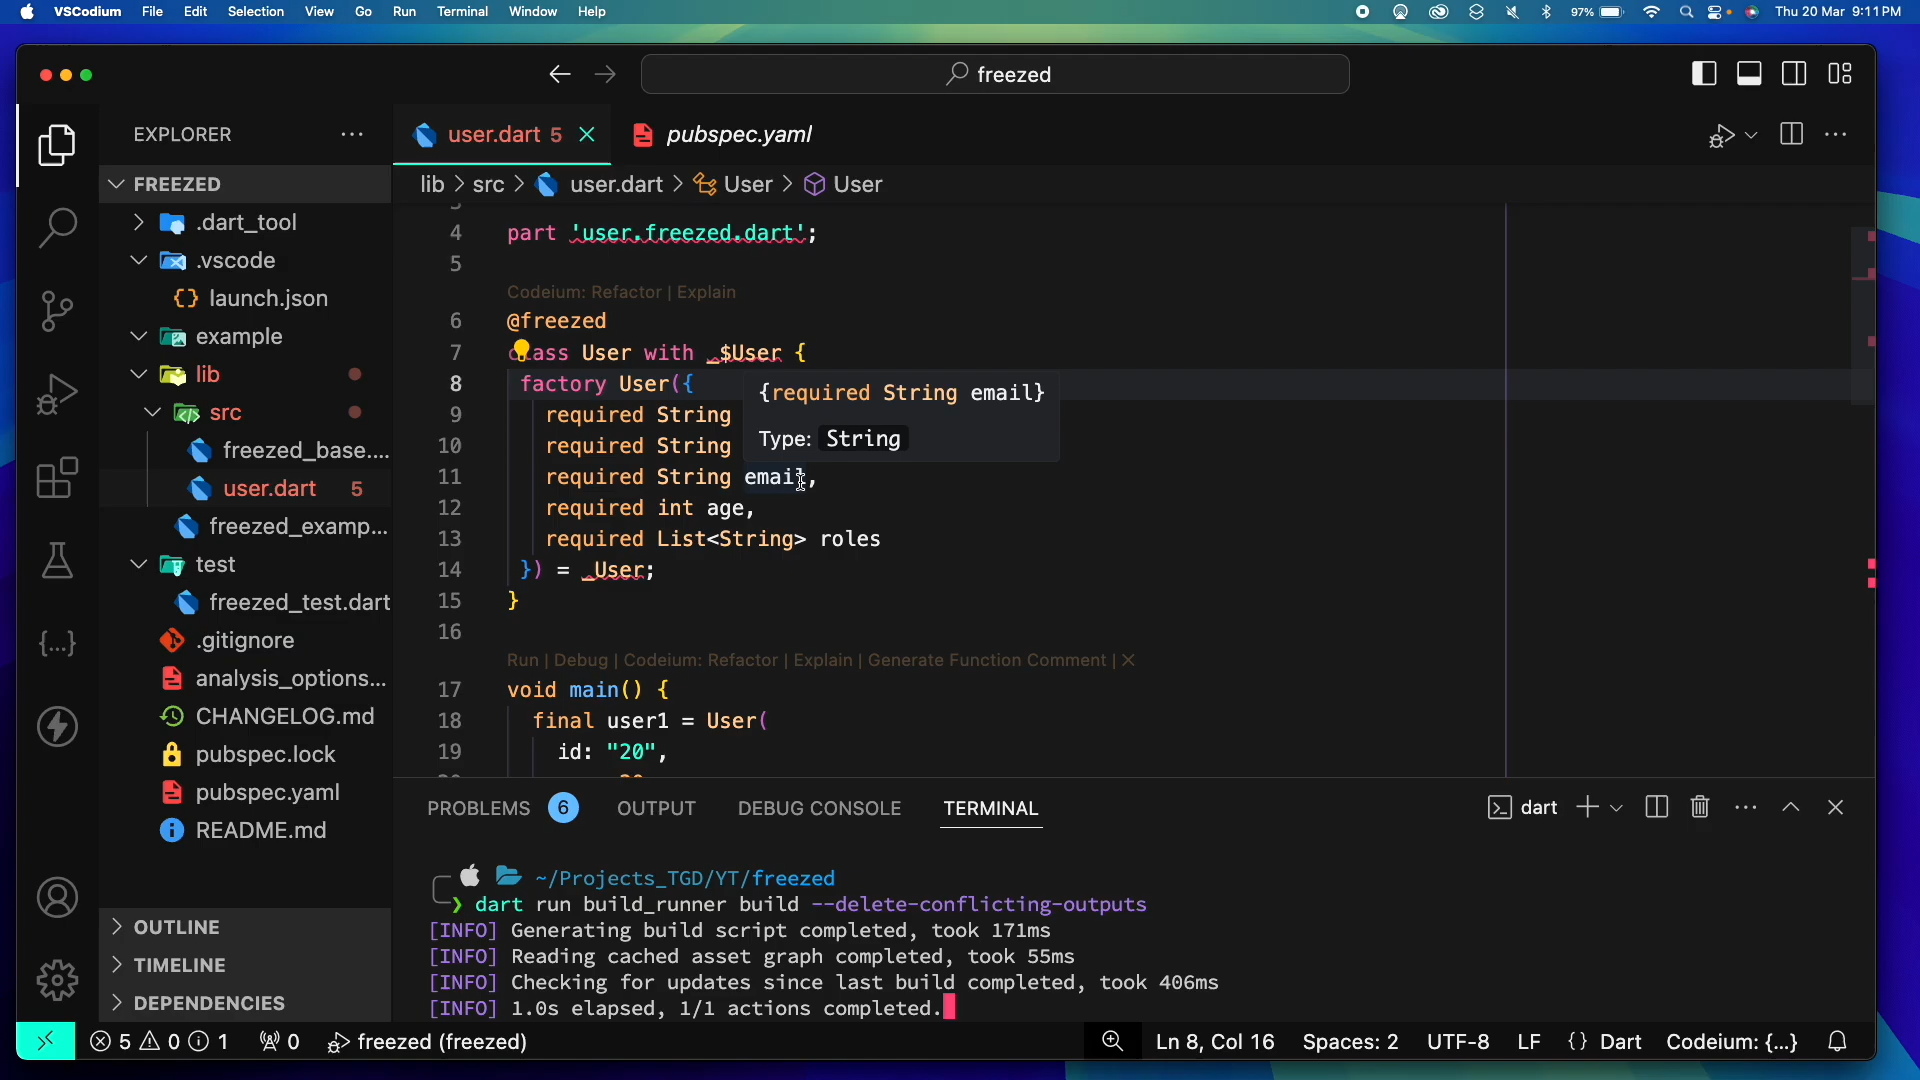 VSCodium File Edit Selection View Go Run Terminal Window Help
97% Thu 20 Mar 9:11 PM
freezed
EXPLORER
user.dart 5
pubspec.yaml
FREEZED
lib > src > user.dart > User > User
.dart_tool
.vscode
launch.json
example
lib
src
freezed_base....
user.dart 5
freezed_examp...
test
freezed_test.dart
.gitignore
analysis_options...
CHANGELOG.md
pubspec.lock
pubspec.yaml
README.md
OUTLINE
TIMELINE
DEPENDENCIES
4 part 'user.freezed.dart';
5
Codeium: Refactor | Explain
6 @freezed
7 class User with _$User {
8 factory User({
9 required String
10 required String
11 required String email,
12 required int age,
13 required List<String> roles
14 }) = _User;
15 }
16
{required String email}
Type: String
Run | Debug | Codeium: Refactor | Explain | Generate Function Comment | ✕
17 void main() {
18 final user1 = User(
19 id: "20",
PROBLEMS 6 OUTPUT DEBUG CONSOLE TERMINAL
dart
~/Projects_TGD/YT/freezed
❯ dart run build_runner build --delete-conflicting-outputs
[INFO] Generating build script completed, took 171ms
[INFO] Reading cached asset graph completed, took 55ms
[INFO] Checking for updates since last build completed, took 406ms
[INFO] 1.0s elapsed, 1/1 actions completed.
5 0 1 0 freezed (freezed)
Ln 8, Col 16 Spaces: 2 UTF-8 LF {} Dart Codeium: {...}